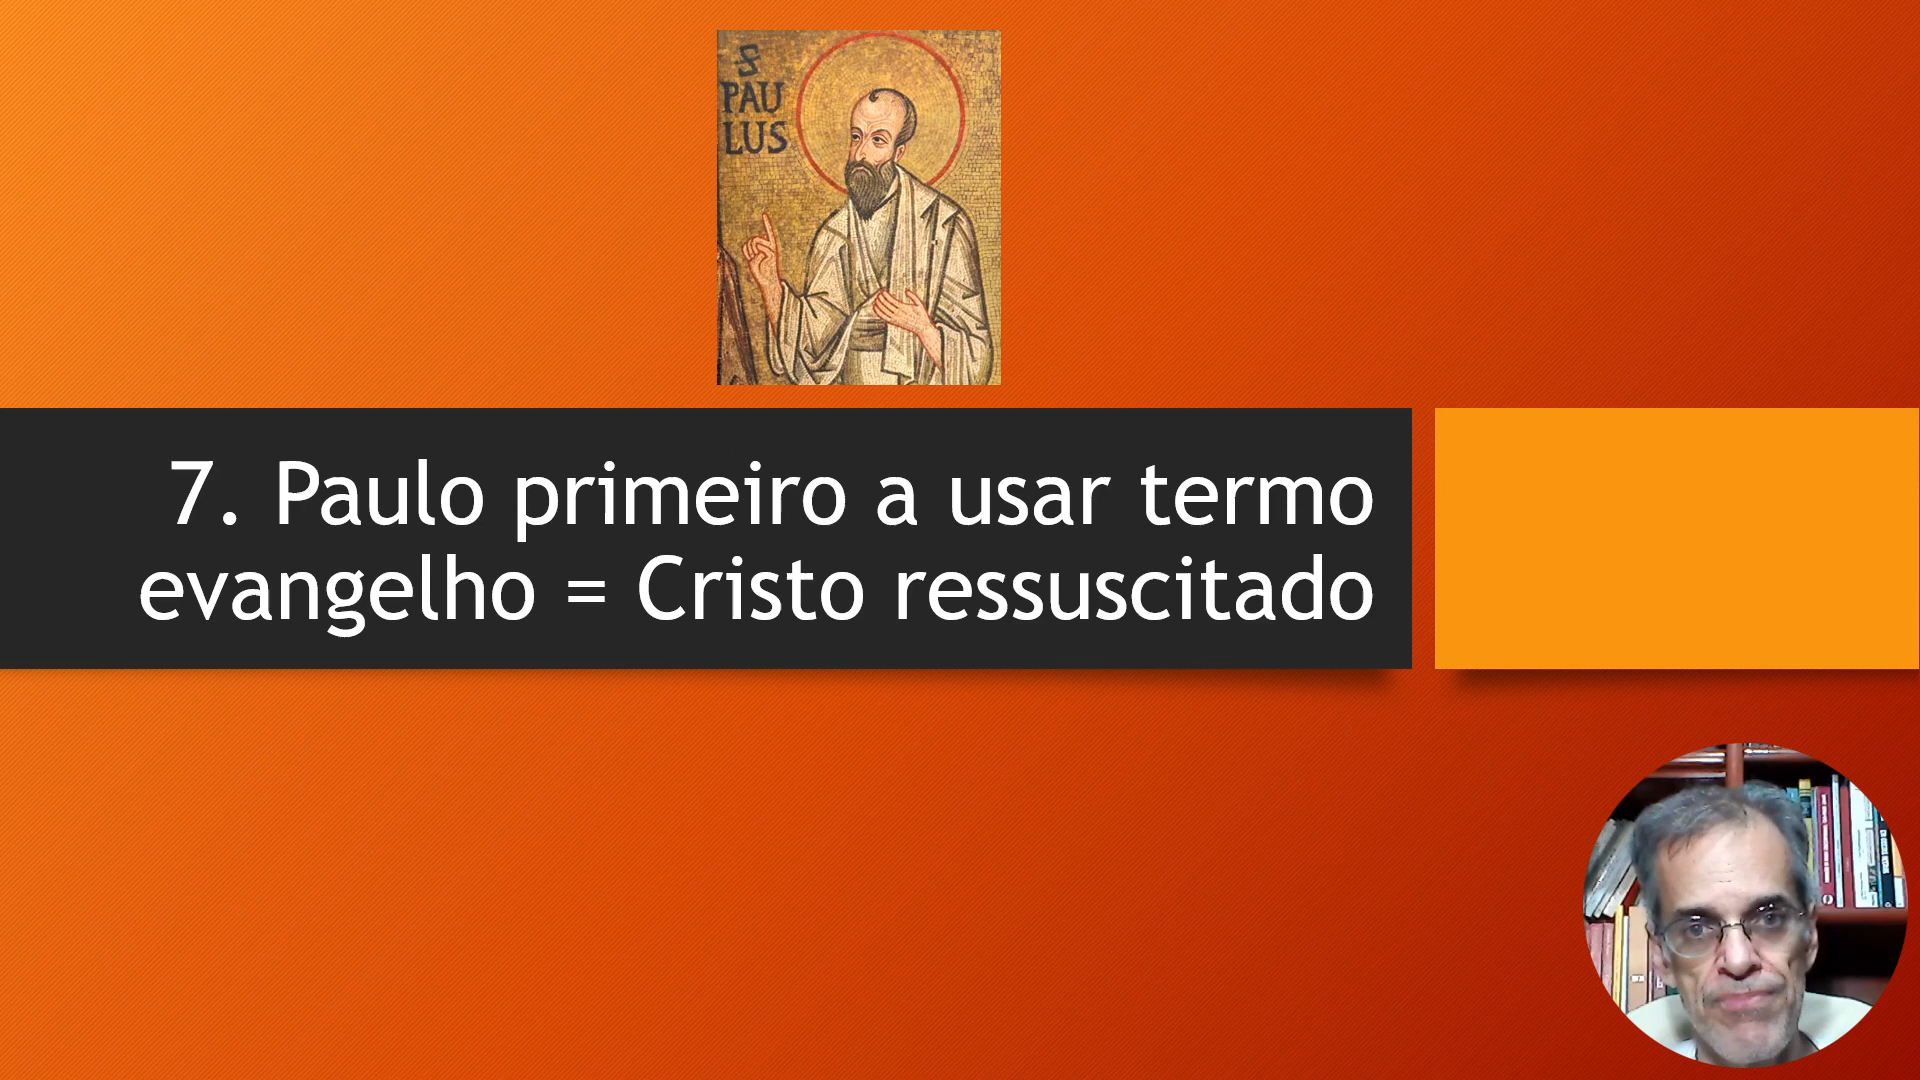 S
PAU
LUS
7. Paulo primeiro a usar termo
evangelho = Cristo ressuscitado